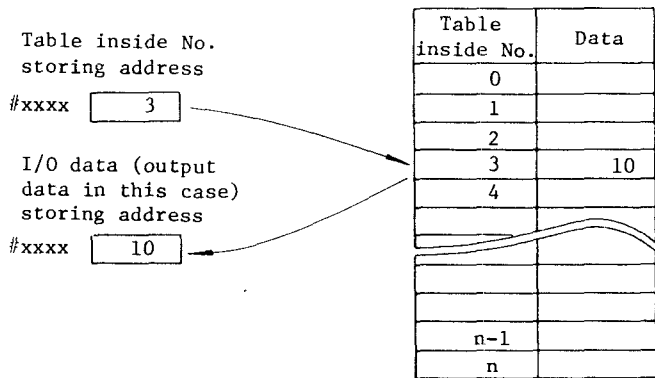 Table inside No.
storing address
#xxxx 3
I/O data (output
data in this case)
storing address
#xxxx 10
Table
inside No. Data
0
1
2
3 10
4
n-1
n